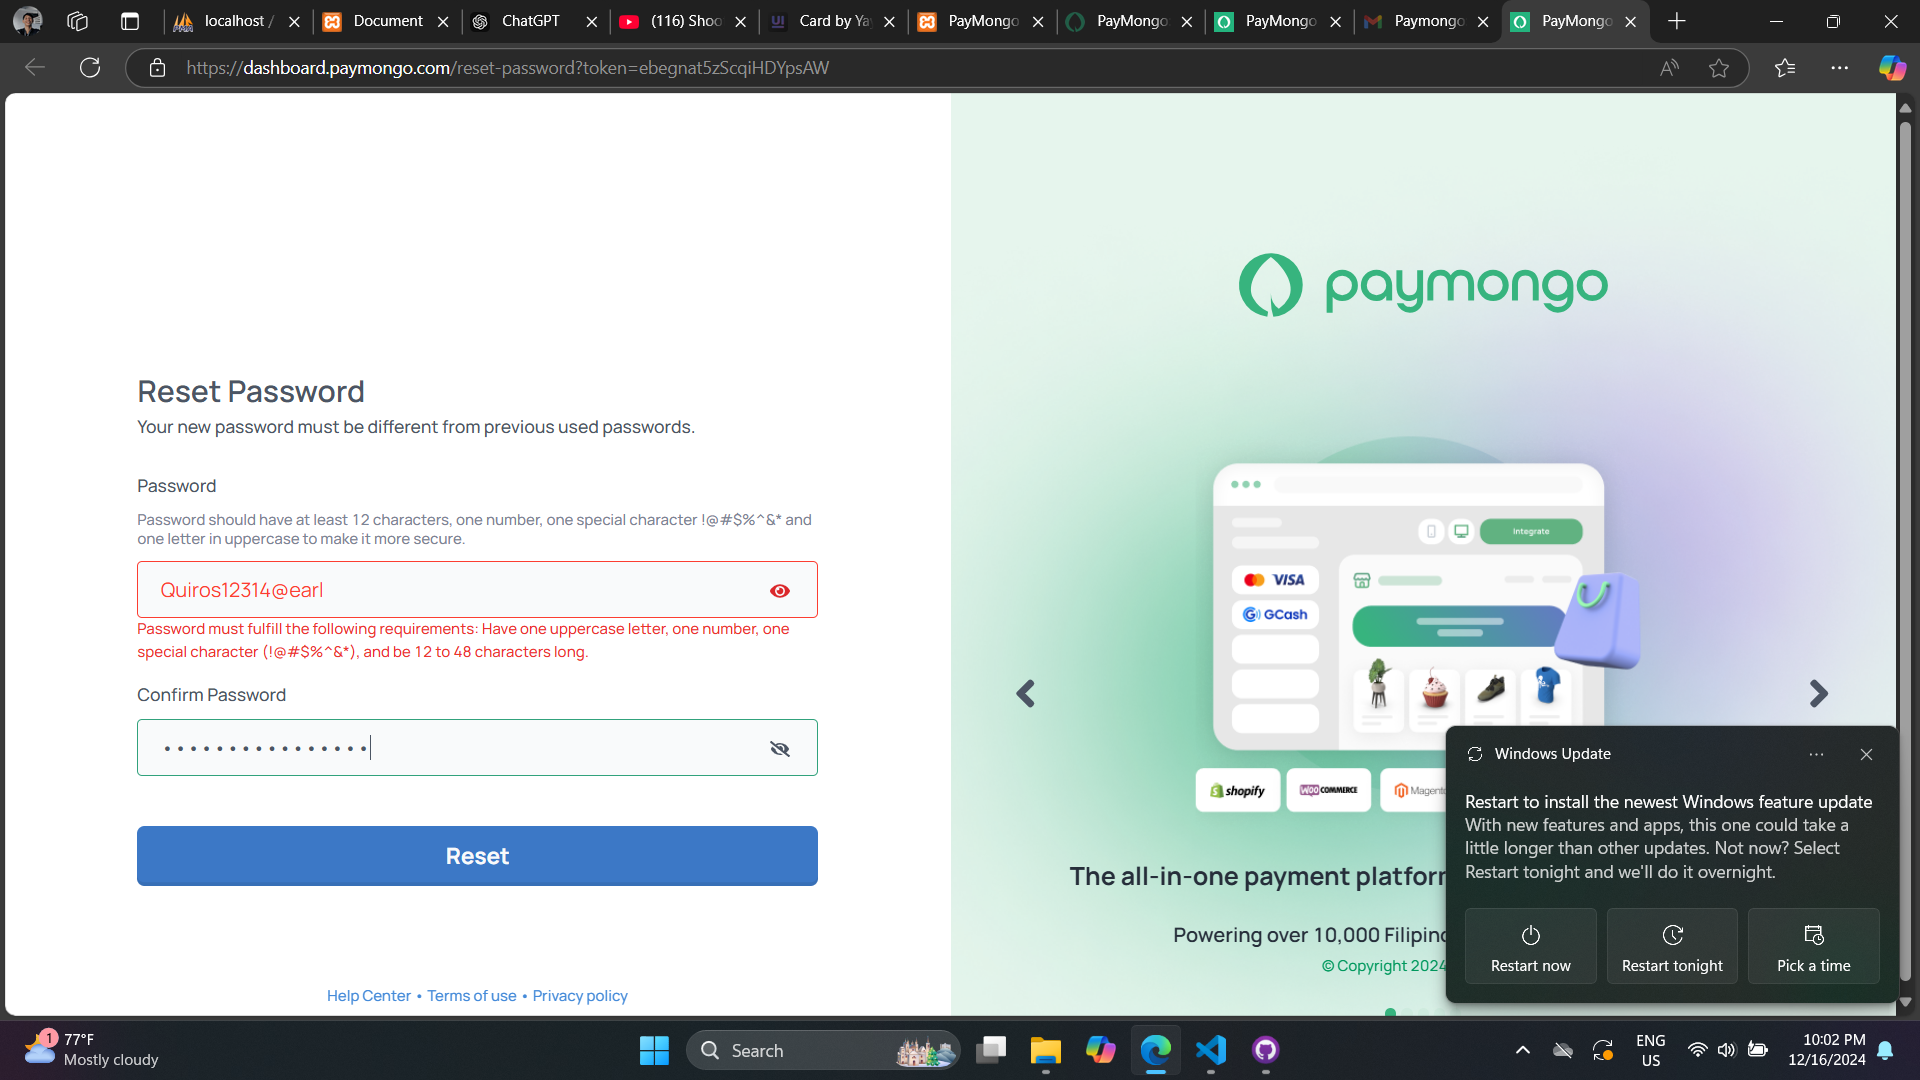 localhost /
Document
ChatGPT
(116) Shoo
Card by Yay
PayMongo
PayMongo
PayMongo
Paymongo
PayMongo
https://dashboard.paymongo.com/reset-password?token=ebegnat5zScqiHDYpsAW
Reset Password
Your new password must be different from previous used passwords.
Password
Password should have at least 12 characters, one number, one special character !@#$%^&* and
one letter in uppercase to make it more secure.
Quiros12314@earl
Password must fulfill the following requirements: Have one uppercase letter, one number, one
special character (!@#$%^&*), and be 12 to 48 characters long.
Confirm Password
Reset
Help Center • Terms of use • Privacy policy
paymongo
Integrate
VISA
GCash
shopify
WOO COMMERCE
Magento
The all-in-one payment platform
Powering over 10,000 Filipino
© Copyright 2024
Windows Update
Restart to install the newest Windows feature update
With new features and apps, this one could take a
little longer than other updates. Not now? Select
Restart tonight and we'll do it overnight.
Restart now
Restart tonight
Pick a time
1
77°F
Mostly cloudy
Search
ENG
US
10:02 PM
12/16/2024